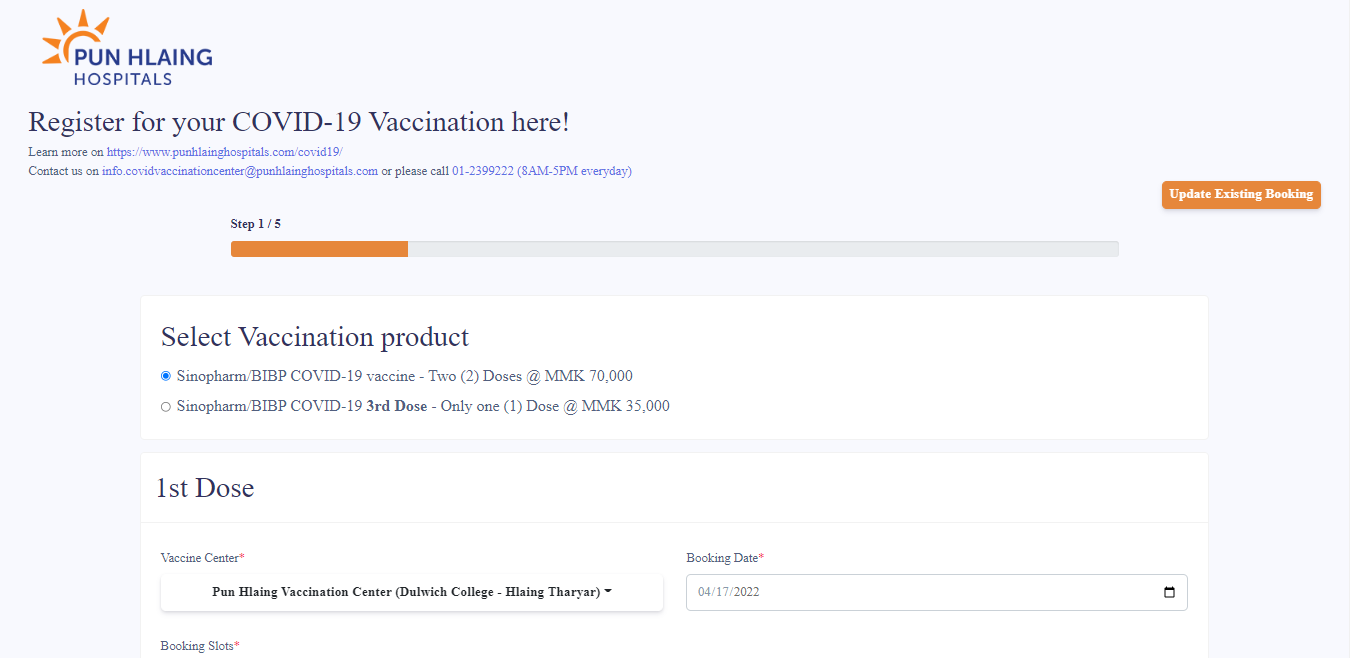 PUN HLAING
HOSPITALS
Register for your COVID-19 Vaccination here!
Learn more on https://www.punhlainghospitals.com/covid19/
Contact us on info.covidvaccinationcenter@punhlainghospitals.com or please call 01-2399222 (8AM-5PM everyday)
Update Existing Booking
Step 1 / 5
Select Vaccination product
Sinopharm/BIBP COVID-19 vaccine - Two (2) Doses @ MMK 70,000
Sinopharm/BIBP COVID-19 3rd Dose - Only one (1) Dose @ MMK 35,000
1st Dose
Vaccine Center*
Booking Date*
Pun Hlaing Vaccination Center (Dulwich College - Hlaing Tharyar)
04/17/2022
Booking Slots*